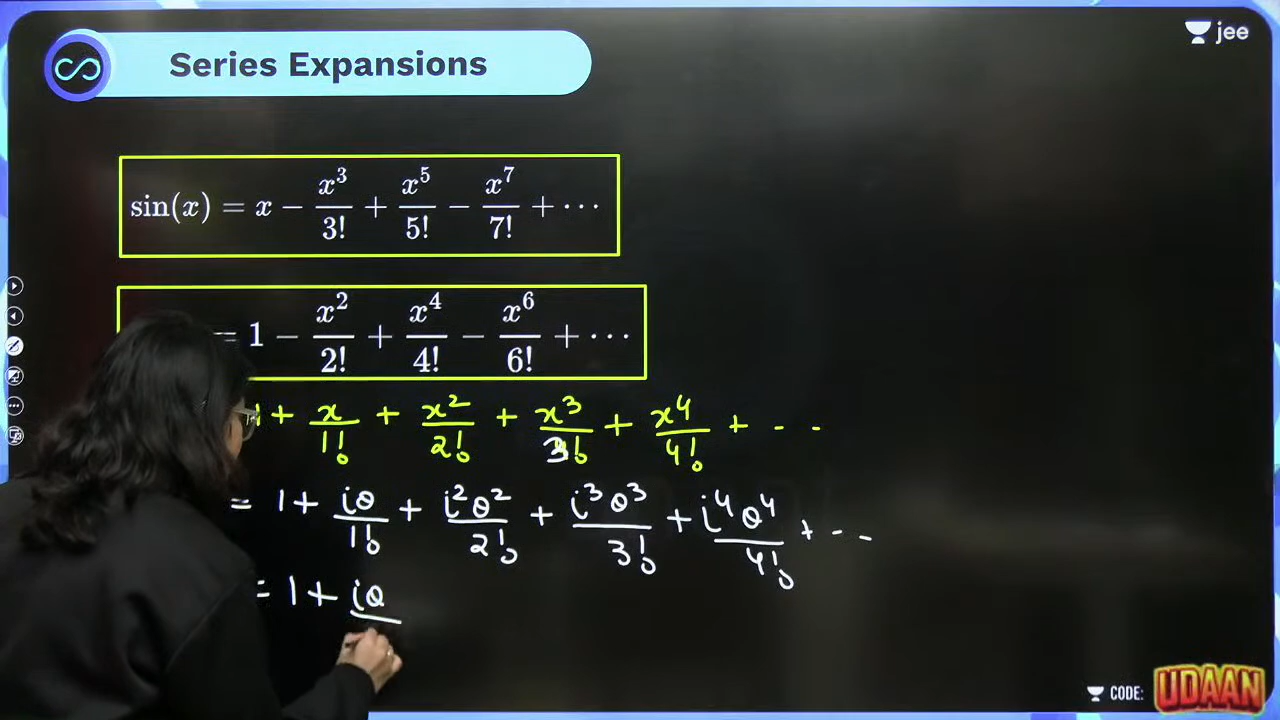 jee
Series Expansions
sin(x) = x − x³/3! + x⁵/5! − x⁷/7! + ⋯
= 1 − x²/2! + x⁴/4! − x⁶/6! + ⋯
1 + x/1! + x²/2! + x³/3! + x⁴/4! + - -
= 1 + iθ/1! + i²θ²/2! + i³θ³/3! + i⁴θ⁴/4! + - -
= 1 + iθ
CODE: UDAAN